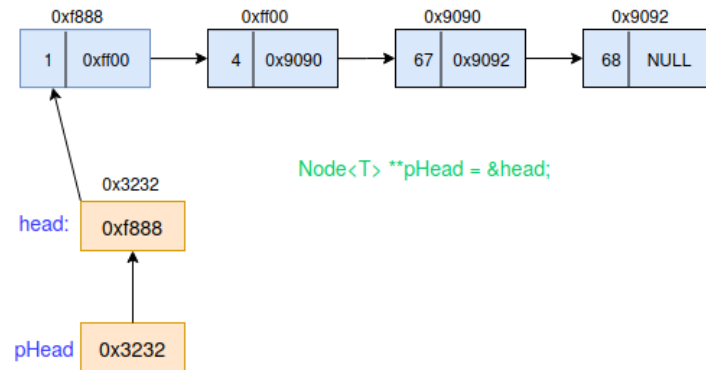 0xf888 0xff00 0x9090 0x9092
1 0xff00 4 0x9090 67 0x9092 68 NULL
Node<T> **pHead = &head;
0x3232
head: 0xf888
pHead 0x3232